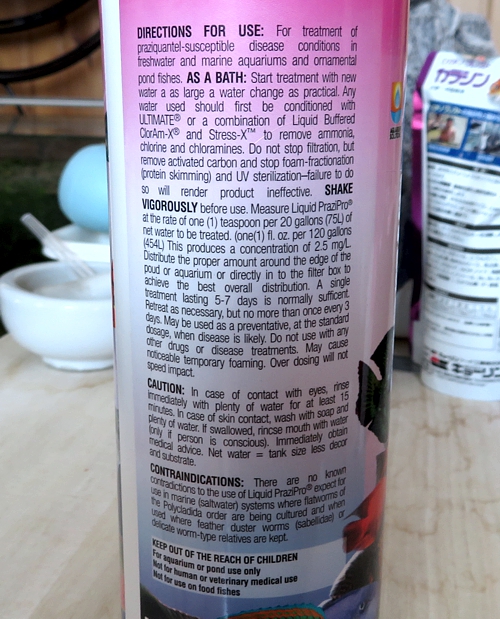 DIRECTIONS FOR USE: For treatment of
praziquantel-susceptible disease conditions in
freshwater and marine aquariums and ornamental
pond fishes. AS A BATH: Start treatment with new
water a as large a water change as practical. Any
water used should first be conditioned with
ULTIMATE® or a combination of Liquid Buffered
ClorAm-X® and Stress-X™ to remove ammonia,
chlorine and chloramines. Do not stop filtration, but
remove activated carbon and stop foam-fractionation
(protein skimming) and UV sterilization–failure to do
so will render product ineffective. SHAKE
VIGOROUSLY before use. Measure Liquid PraziPro®
at the rate of one (1) teaspoon per 20 gallons (75L) of
net water to be treated. (one(1) fl. oz. per 120 gallons
(454L) This produces a concentration of 2.5 mg/L.
Distribute the proper amount around the edge of the
poud or aquarium or directly in to the filter box to
achieve the best overall distribution. A single
treatment lasting 5-7 days is normally sufficent.
Retreat as necessary, but no more than once every 3
days. May be used as a preventative, at the standard
dosage, when disease is likely. Do not use with any
other drugs or disease treatments. May cause
noticeable temporary foaming. Over dosing will not
speed impact.
CAUTION: In case of contact with eyes, rinse
immediately with plenty of water for at least 15
minutes. In case of skin contact, wash with soap and
plenty of water. If swallowed, rincse mouth with water
(only if person is conscious). Immediately obtain
medical advice. Net water = tank size less decor
and substrate.
CONTRAINDICATIONS: There are no known
contradictions to the use of Liquid PraziPro® expect for
use in marine (saltwater) systems where flatworms of
the Polycladida order are being cultured and when
used where feather duster worms (sabellidae) or
delicate worm-type relatives are kept.
KEEP OUT OF THE REACH OF CHILDREN
For aquarium or pond use only
Not for human or veterinary medical use
Not for use on food fishes
カラシン
キョーリン